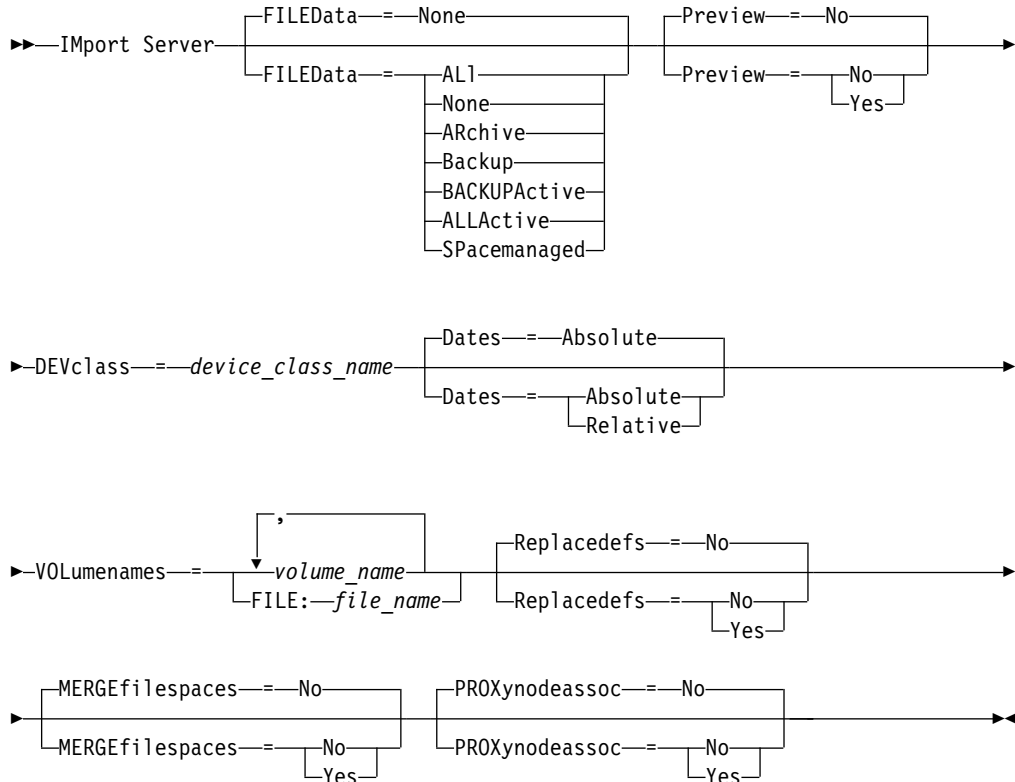 FILEData = None
Preview = No
IMport Server
FILEData = ALl
Preview = No
None
Yes
ARchive
Backup
BACKUPActive
ALLActive
SPacemanaged
Dates = Absolute
DEVclass = device_class_name
Dates = Absolute
Relative
,
Replacedefs = No
VOLumenames = volume_name
FILE: file_name
Replacedefs = No
Yes
MERGEfilespaces = No
PROXynodeassoc = No
MERGEfilespaces = No
Yes
PROXynodeassoc = No
Yes